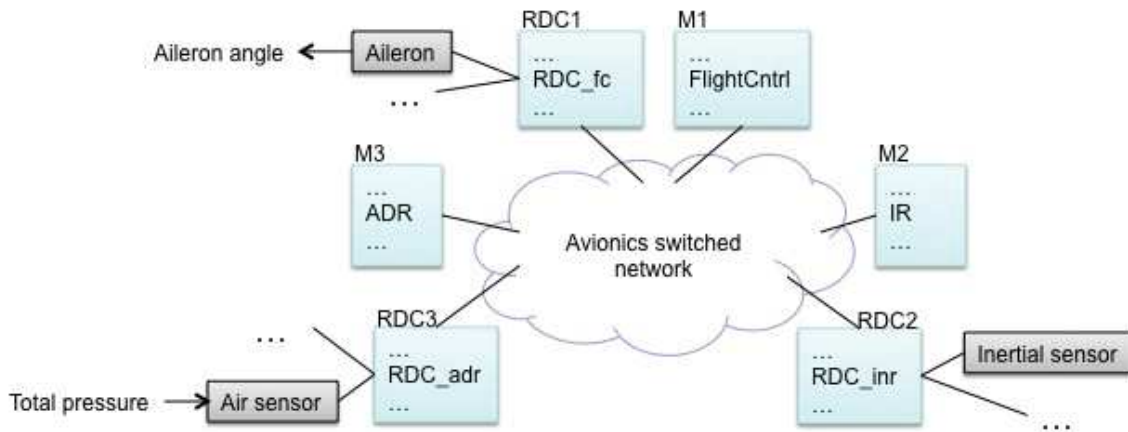 RDC1
M1
Aileron angle
Aileron
...
RDC_fc
...
...
FlightCntrl
...
...
M3
...
ADR
...
M2
...
IR
...
Avionics switched
network
RDC3
...
RDC_adr
...
...
Total pressure
Air sensor
RDC2
...
RDC_inr
...
Inertial sensor
...